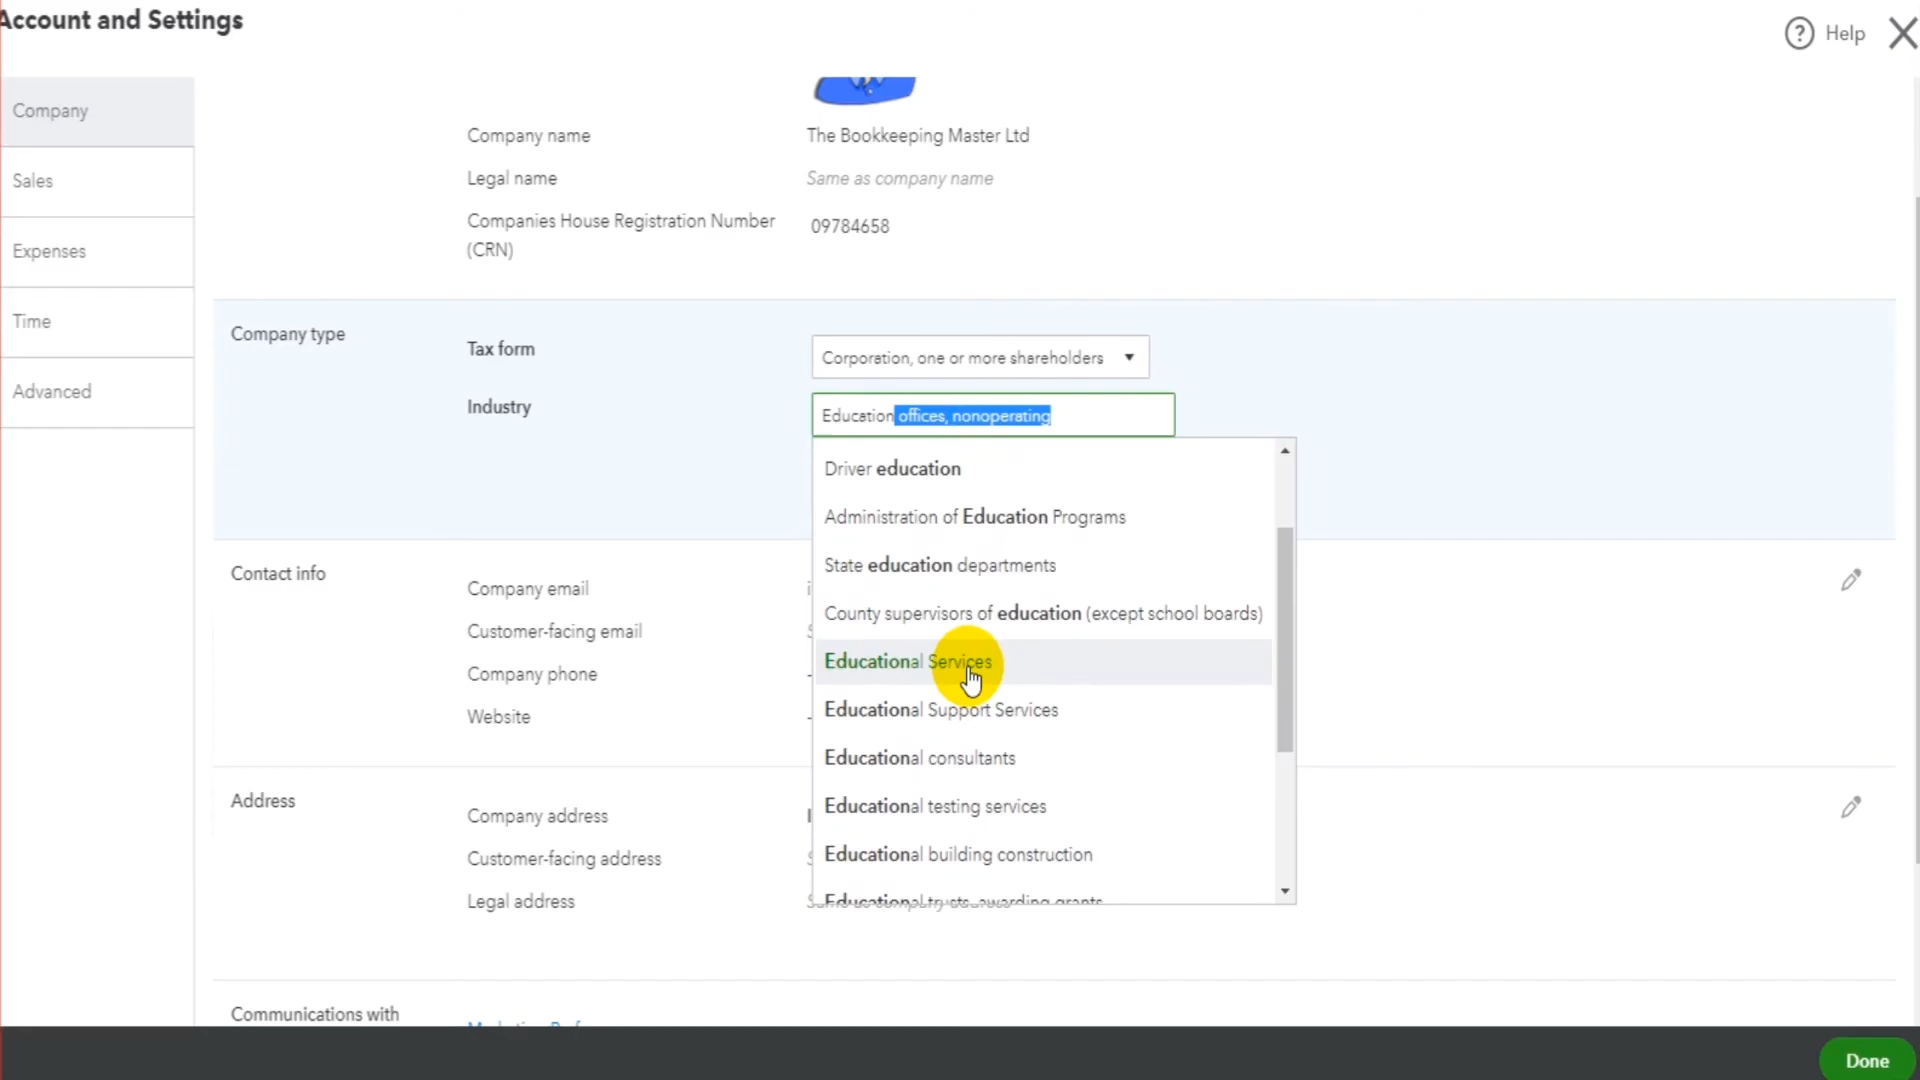 Account and Settings
Help
Company
Sales
Expenses
Time
Advanced
Company name
The Bookkeeping Master Ltd
Legal name
Same as company name
Companies House Registration Number
(CRN)
09784658
Company type
Tax form
Corporation, one or more shareholders
Industry
Education offices, nonoperating
Driver education
Administration of Education Programs
State education departments
County supervisors of education (except school boards)
Educational Services
Educational Support Services
Educational consultants
Educational testing services
Educational building construction
Educational trusts, awarding grants
Contact info
Company email
Customer-facing email
Company phone
Website
Address
Company address
Customer-facing address
Legal address
Communications with
Done